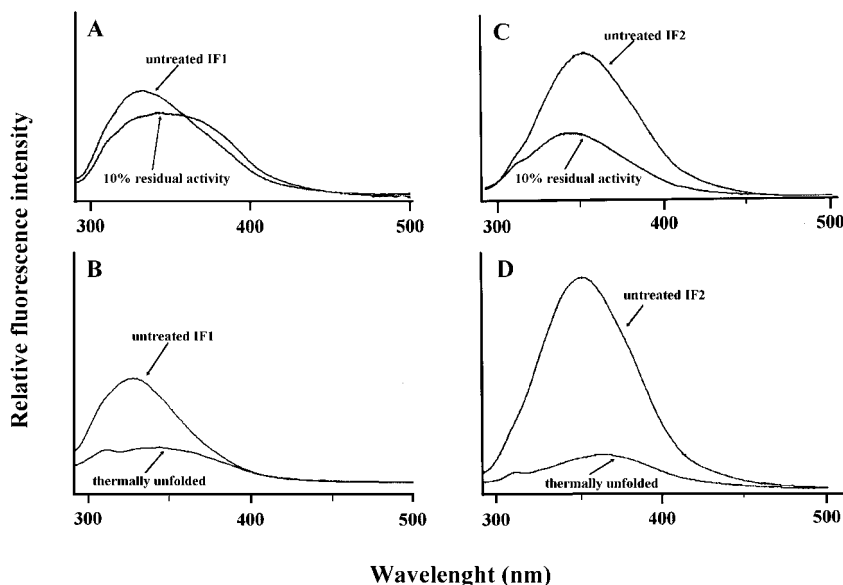 A
untreated IF1
10% residual activity
300
400
500
C
untreated IF2
10% residual activity
300
400
500
B
untreated IF1
thermally unfolded
300
400
500
D
untreated IF2
thermally unfolded
300
400
500
Relative fluorescence intensity
Wavelenght (nm)